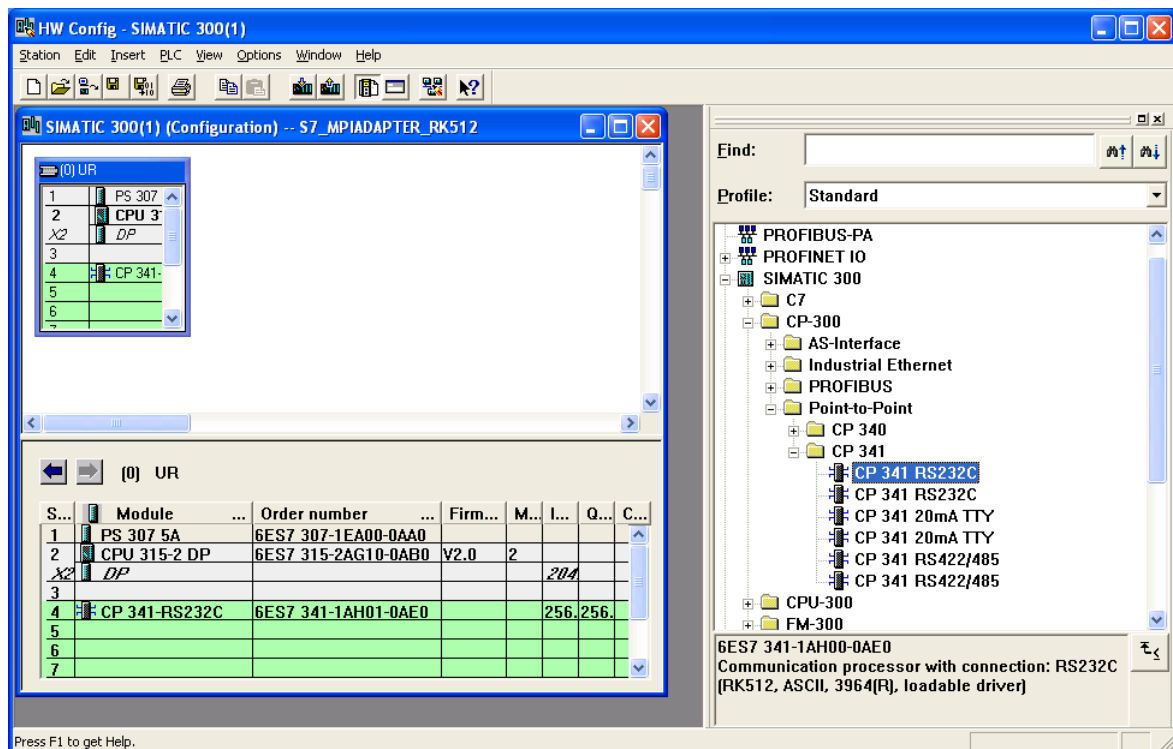 HW Config - SIMATIC 300(1)
Station Edit Insert PLC View Options Window Help
SIMATIC 300(1) (Configuration) -- S7_MPIADAPTER_RK512
(0) UR
1 PS 307
2 CPU 3
X2 DP
3
4 CP 341-
5
6
7
(0) UR
S... Module ... Order number ... Firm... M... I... Q... C...
1 PS 307 5A 6ES7 307-1EA00-0AA0
2 CPU 315-2 DP 6ES7 315-2AG10-0AB0 V2.0 2
X2 DP 204
3
4 CP 341-RS232C 6ES7 341-1AH01-0AE0 256. 256.
5
6
7
Find:
Profile: Standard
PROFIBUS-PA
PROFINET IO
SIMATIC 300
C7
CP-300
AS-Interface
Industrial Ethernet
PROFIBUS
Point-to-Point
CP 340
CP 341
CP 341 RS232C
CP 341 RS232C
CP 341 20mA TTY
CP 341 20mA TTY
CP 341 RS422/485
CP 341 RS422/485
CPU-300
FM-300
6ES7 341-1AH00-0AE0
Communication processor with connection: RS232C
(RK512, ASCII, 3964(R), loadable driver)
Press F1 to get Help.